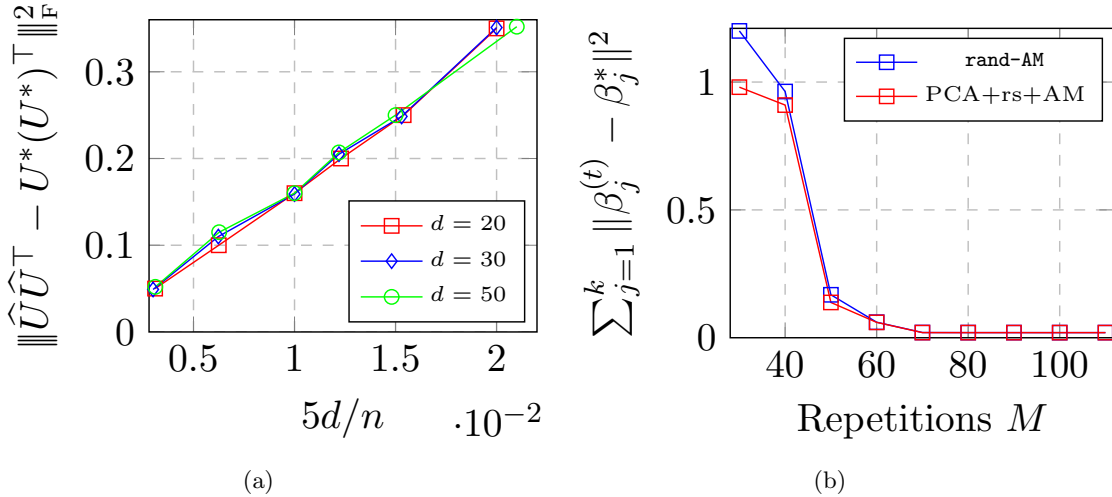 ‖ÛÛ⊤ − U*(U*)⊤‖²F
0.3
0.2
0.1
0
0.5
1
1.5
2
5d/n
·10−2
d = 20
d = 30
d = 50
(a)
∑kj=1 ‖β(t)j − β*j‖2
1
0.5
0
40
60
80
100
Repetitions M
rand-AM
PCA+rs+AM
(b)